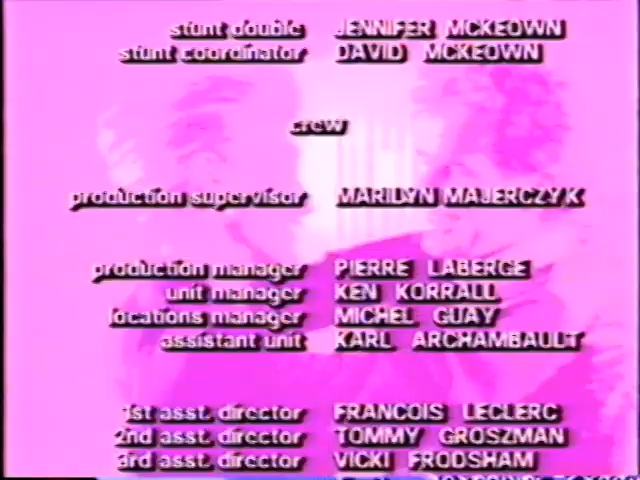 stunt double JENNIFER MCKEOWN
stunt coordinator DAVID MCKEOWN
crew
production supervisor MARILYN MAJERCZYK
production manager PIERRE LABERGE
unit manager KEN KORRALL
locations manager MICHEL GUAY
assistant unit KARL ARCHAMBAULT
1st asst. director FRANCOIS LECLERC
2nd asst. director TOMMY GROSZMAN
3rd asst. director VICKI FRODSHAM